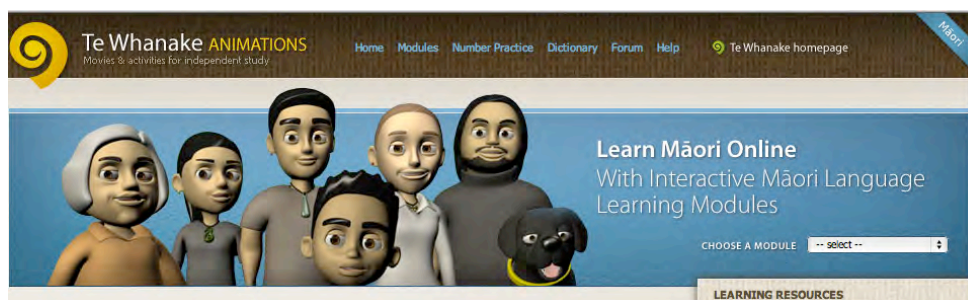 Te Whanake ANIMATIONS
Movies & activities for independent study
Home Modules Number Practice Dictionary Forum Help
Te Whanake homepage
Māori
Learn Māori Online
With Interactive Māori Language
Learning Modules
CHOOSE A MODULE -- select --
LEARNING RESOURCES